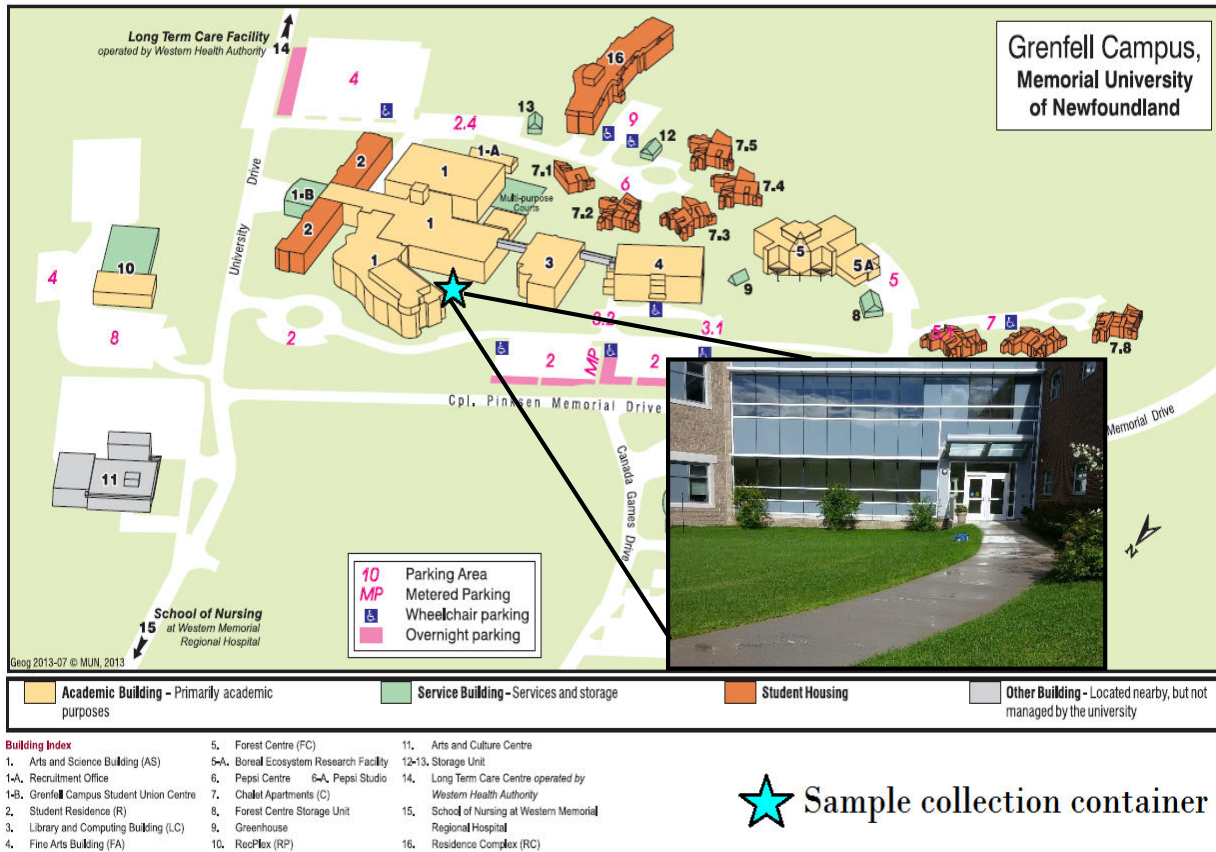 Long Term Care Facility
operated by Western Health Authority
14
Grenfell Campus,
Memorial University
of Newfoundland
4
16
13
9
2.4
12
7.5
1-A
2
1
7.1
7.4
6
1-B
Multi-purpose
Courts
7.2
7.3
2
1
University Drive
10
1
3
4
5
5A
5
9
4
8
3.2
3.1
7
8
2
7.8
2
MP
2
Cpl. Pinksen Memorial Drive
Memorial Drive
11
Canada Games Drive
N
10 Parking Area
MP Metered Parking
Wheelchair parking
Overnight parking
School of Nursing
15 at Western Memorial
Regional Hospital
Geog 2013-07 © MUN, 2013
Academic Building – Primarily academic
purposes
Service Building – Services and storage
Student Housing
Other Building - Located nearby, but not
managed by the university
Building Index
1. Arts and Science Building (AS)
1-A. Recruitment Office
1-B. Grenfell Campus Student Union Centre
2. Student Residence (R)
3. Library and Computing Building (LC)
4. Fine Arts Building (FA)
5. Forest Centre (FC)
5-A. Boreal Ecosystem Research Facility
6. Pepsi Centre 6-A. Pepsi Studio
7. Chalet Apartments (C)
8. Forest Centre Storage Unit
9. Greenhouse
10. RecPlex (RP)
11. Arts and Culture Centre
12-13. Storage Unit
14. Long Term Care Centre operated by
Western Health Authority
15. School of Nursing at Western Memorial
Regional Hospital
16. Residence Complex (RC)
Sample collection container